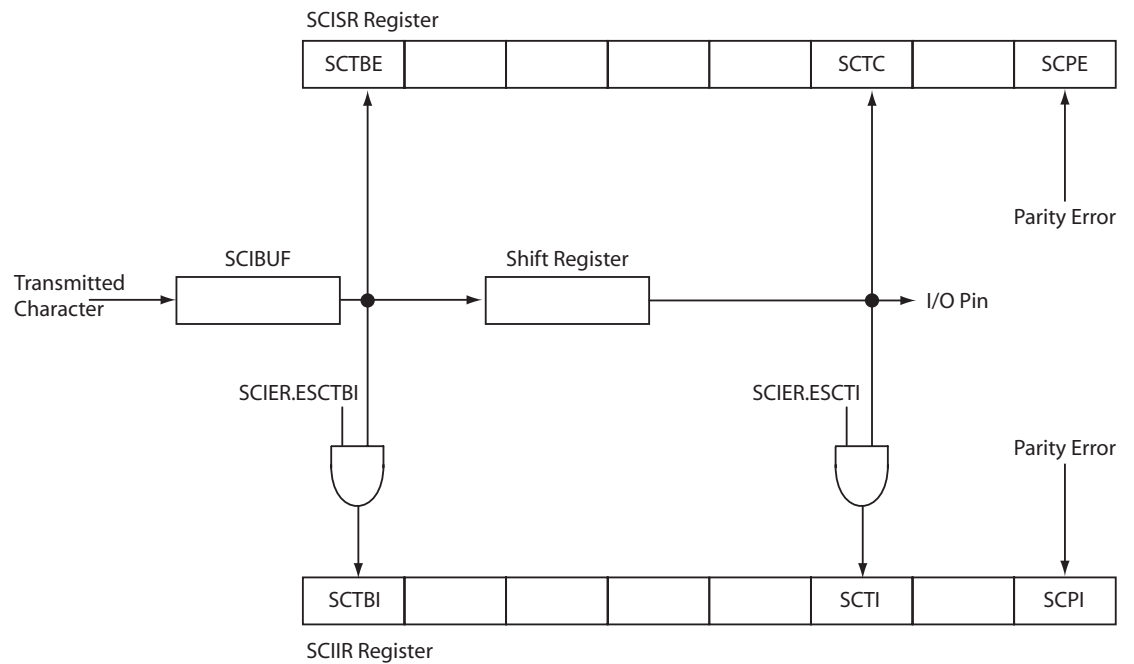 SCISR Register
SCTBE
SCTC
SCPE
Parity Error
SCIBUF
Shift Register
Transmitted
Character
I/O Pin
SCIER.ESCTBI
SCIER.ESCTI
Parity Error
SCTBI
SCTI
SCPI
SCIIR Register